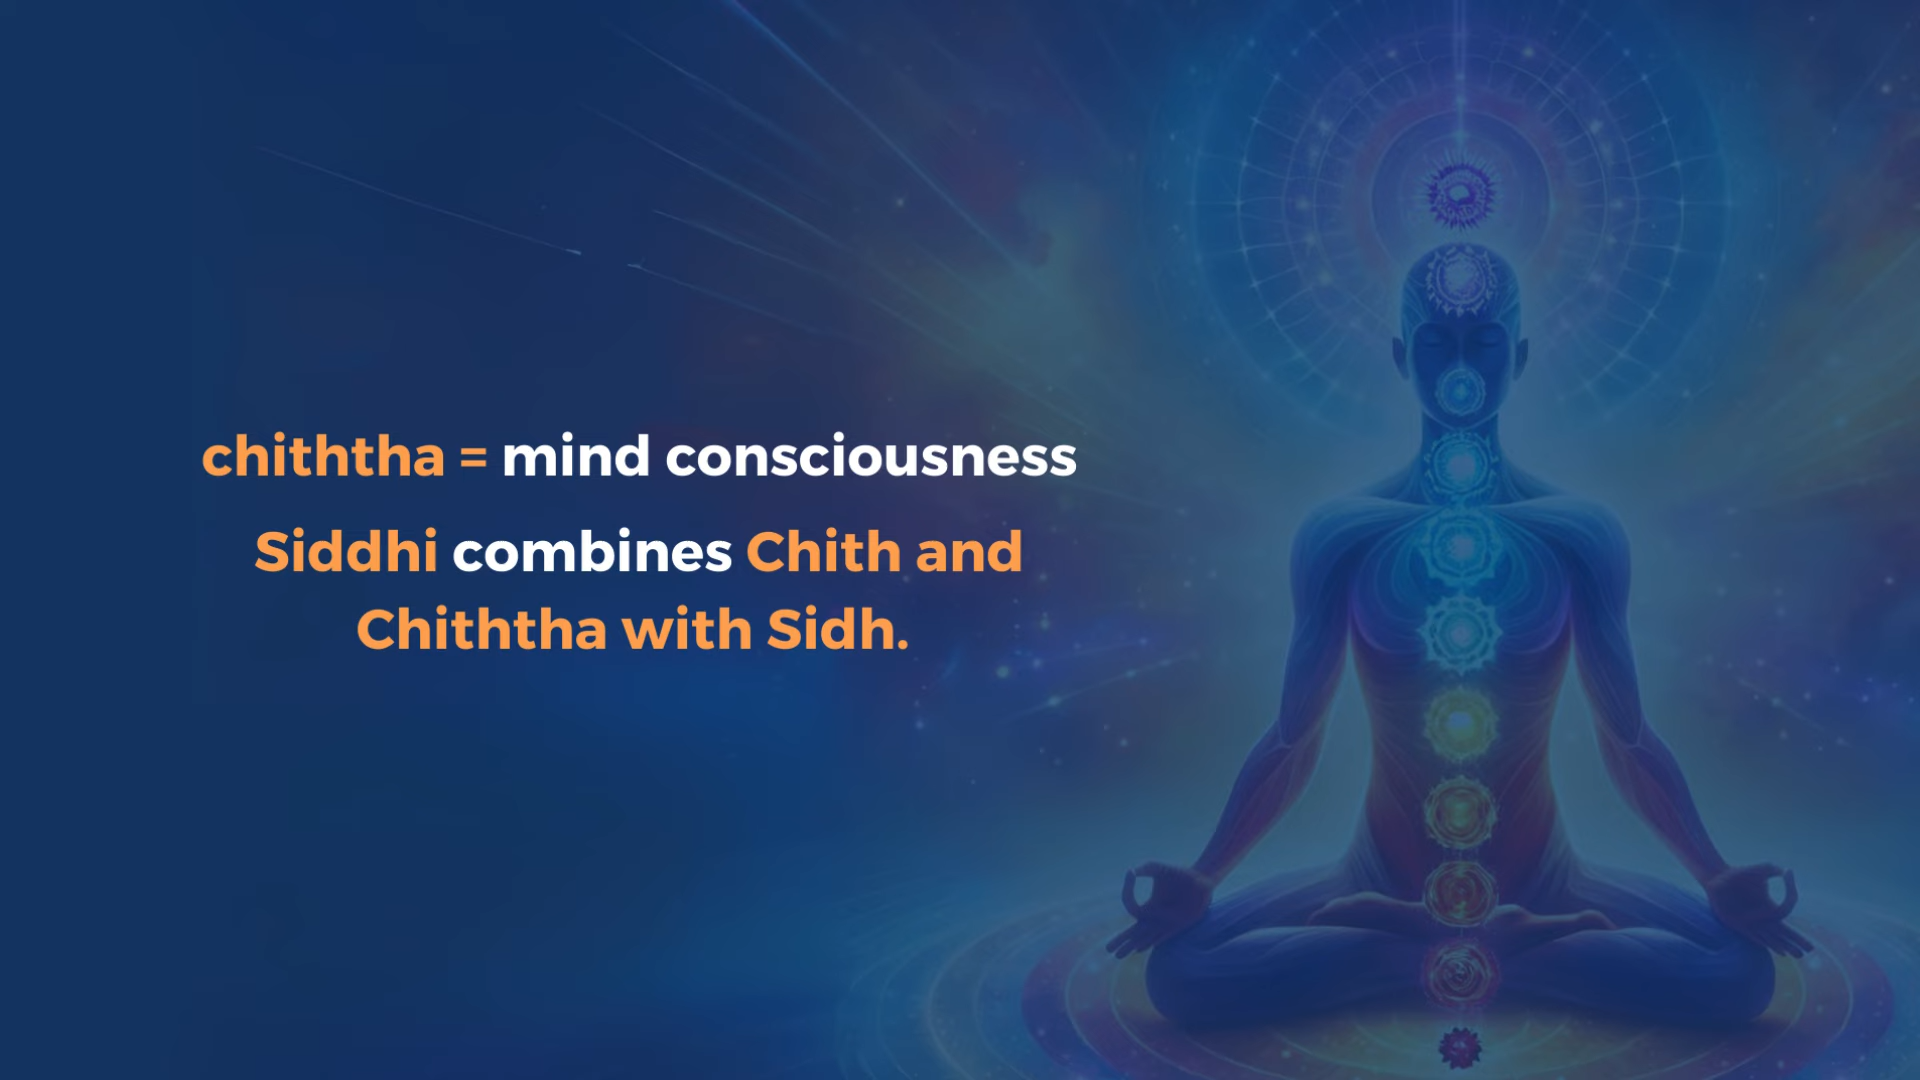 chiththa = mind consciousness
Siddhi combines Chith and
Chiththa with Sidh.